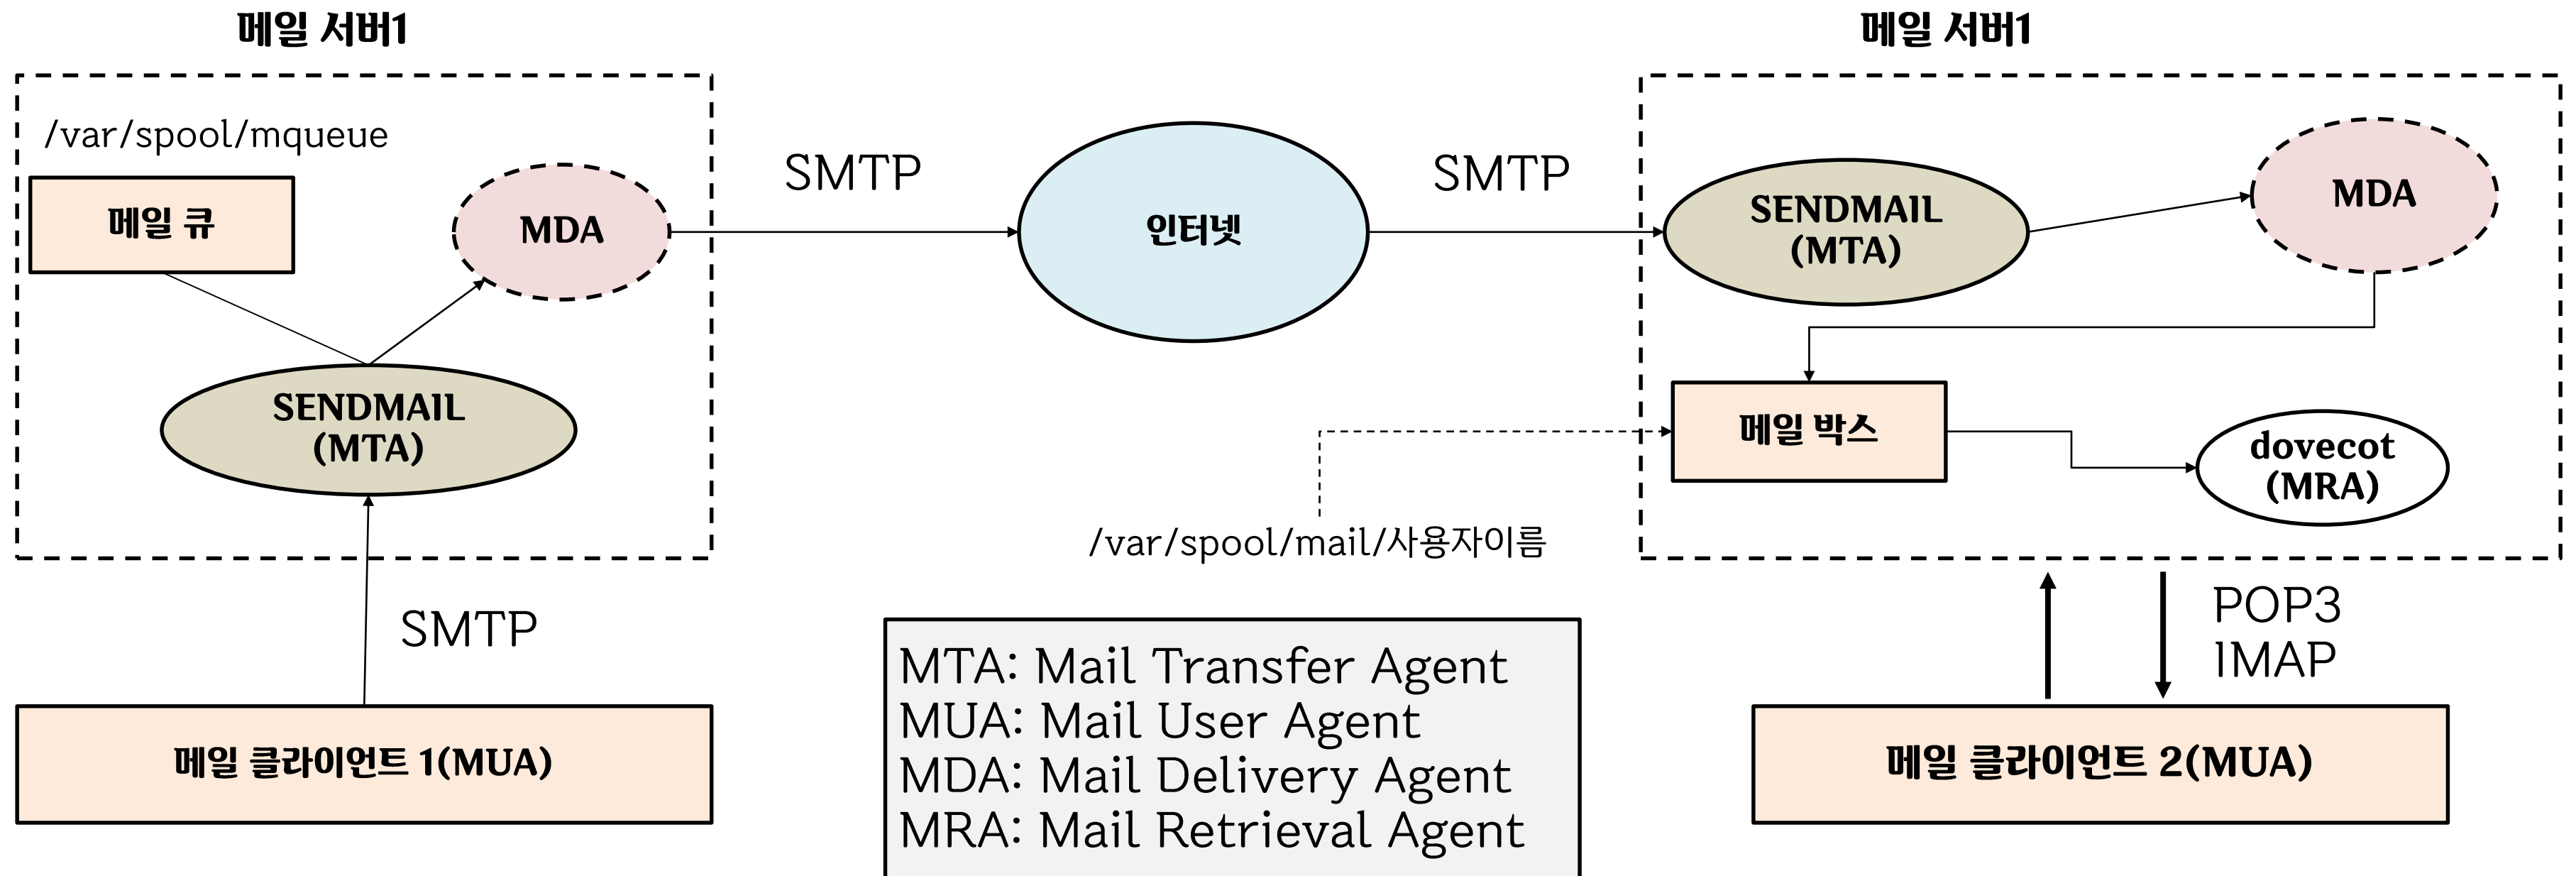 메일 서버1
메일 서버1
/var/spool/mqueue
메일 큐
MDA
SMTP
인터넷
SMTP
SENDMAIL
(MTA)
MDA
SENDMAIL
(MTA)
메일 박스
dovecot
(MRA)
/var/spool/mail/사용자이름
SMTP
POP3
IMAP
메일 클라이언트 1(MUA)
MTA: Mail Transfer Agent
MUA: Mail User Agent
MDA: Mail Delivery Agent
MRA: Mail Retrieval Agent
메일 클라이언트 2(MUA)